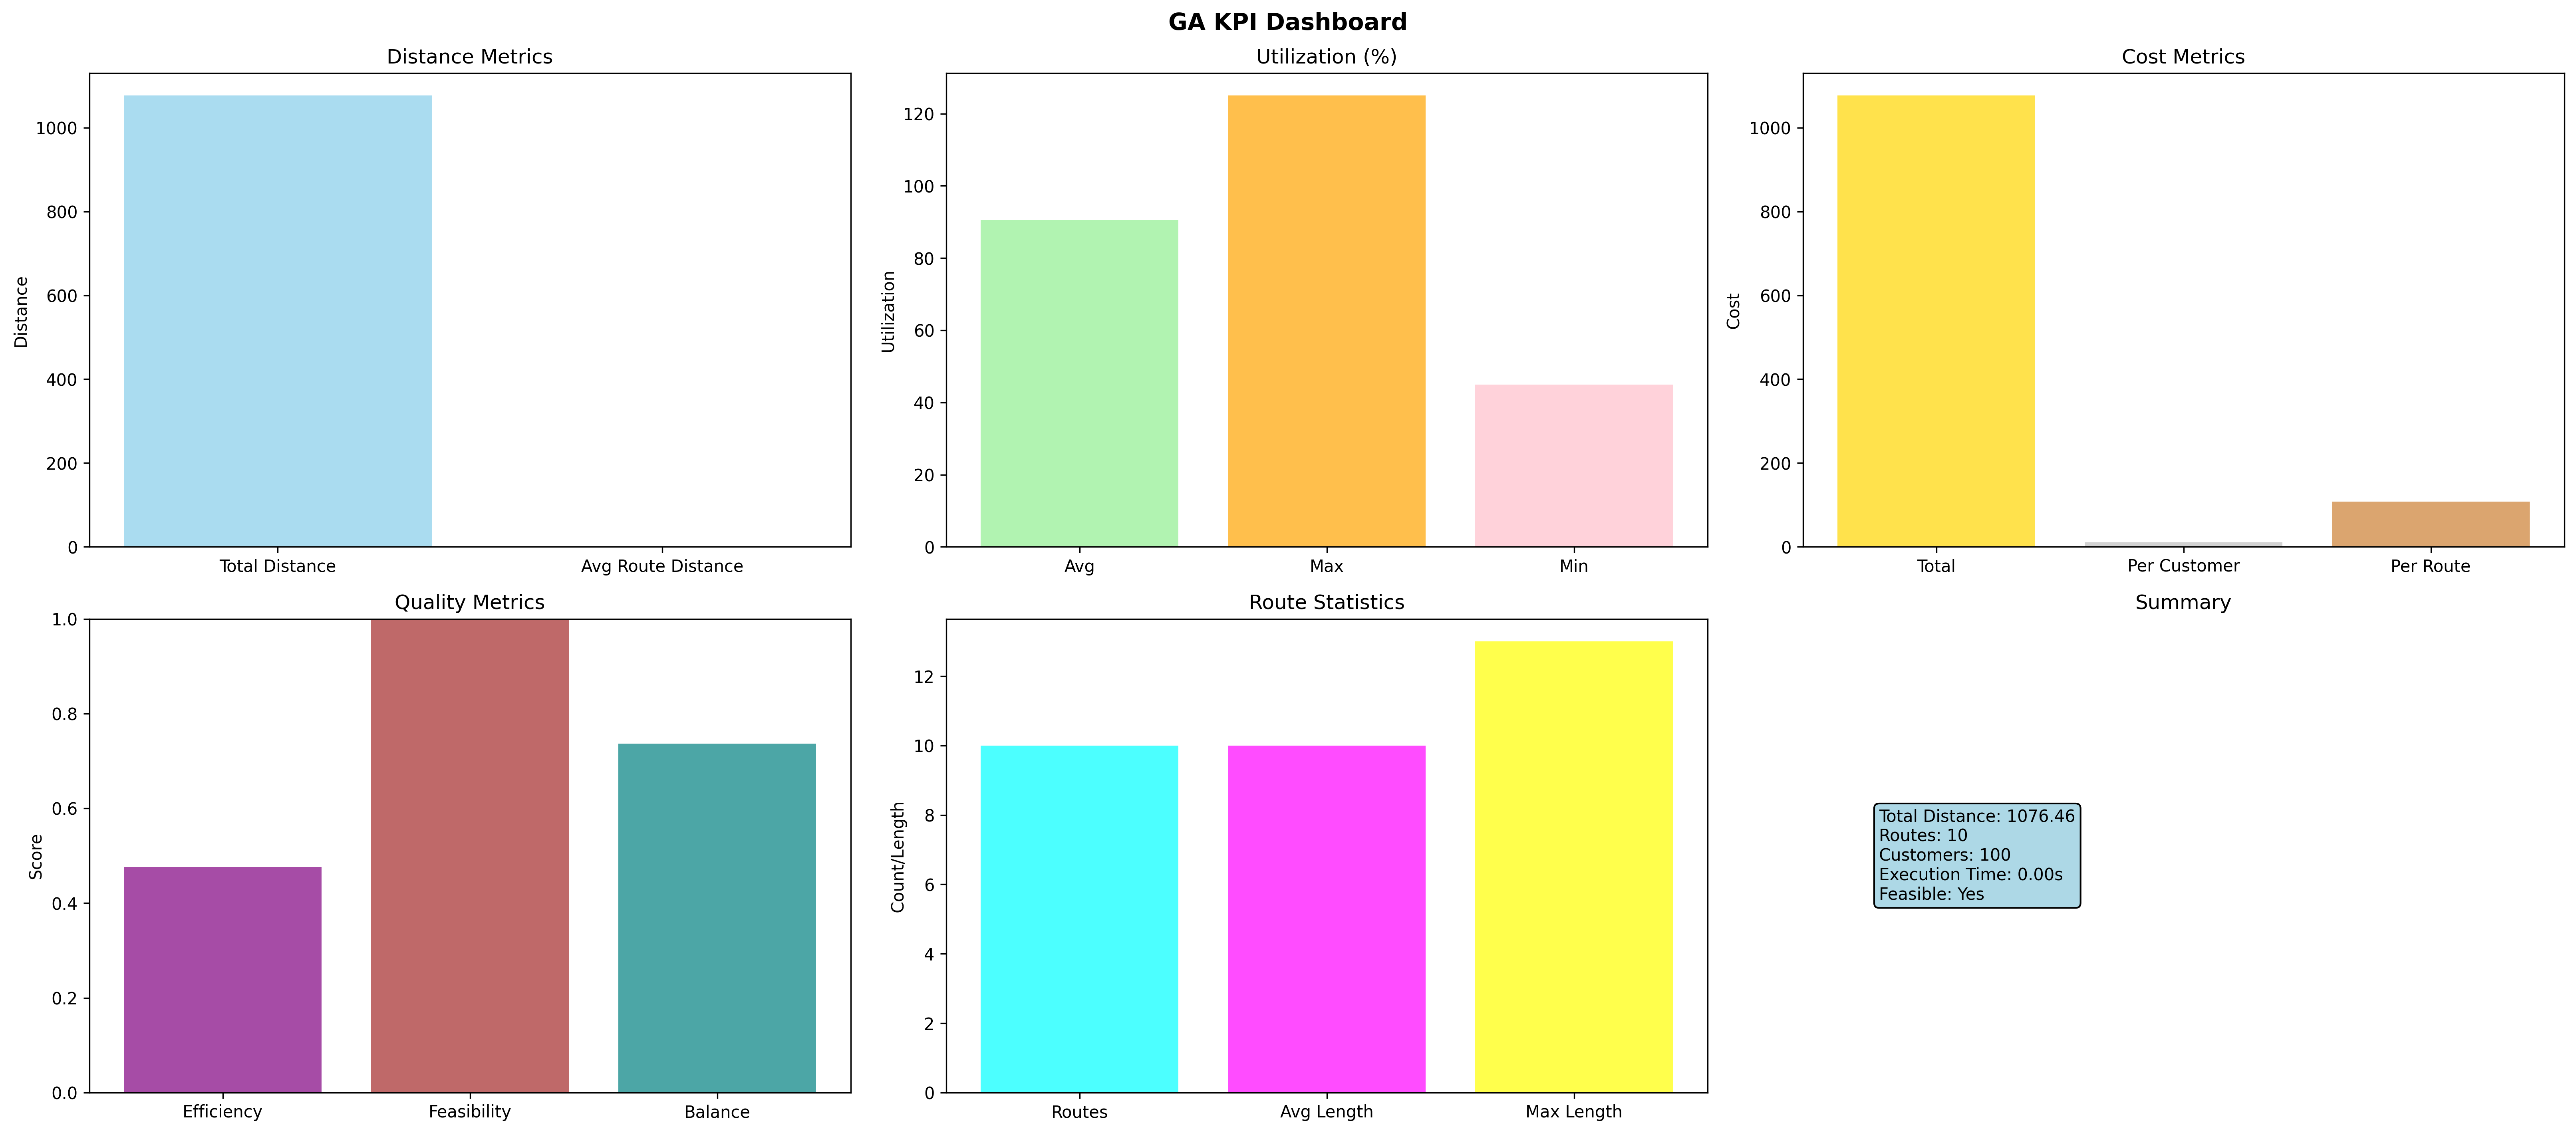 GA KPI Dashboard
Distance Metrics
Distance
1000
800
600
400
200
0
Total Distance
Avg Route Distance
Utilization (%)
Utilization
120
100
80
60
40
20
0
Avg
Max
Min
Cost Metrics
Cost
1000
800
600
400
200
0
Total
Per Customer
Per Route
Quality Metrics
Score
1.0
0.8
0.6
0.4
0.2
0.0
Efficiency
Feasibility
Balance
Route Statistics
Count/Length
12
10
8
6
4
2
0
Routes
Avg Length
Max Length
Summary
Total Distance: 1076.46
Routes: 10
Customers: 100
Execution Time: 0.00s
Feasible: Yes